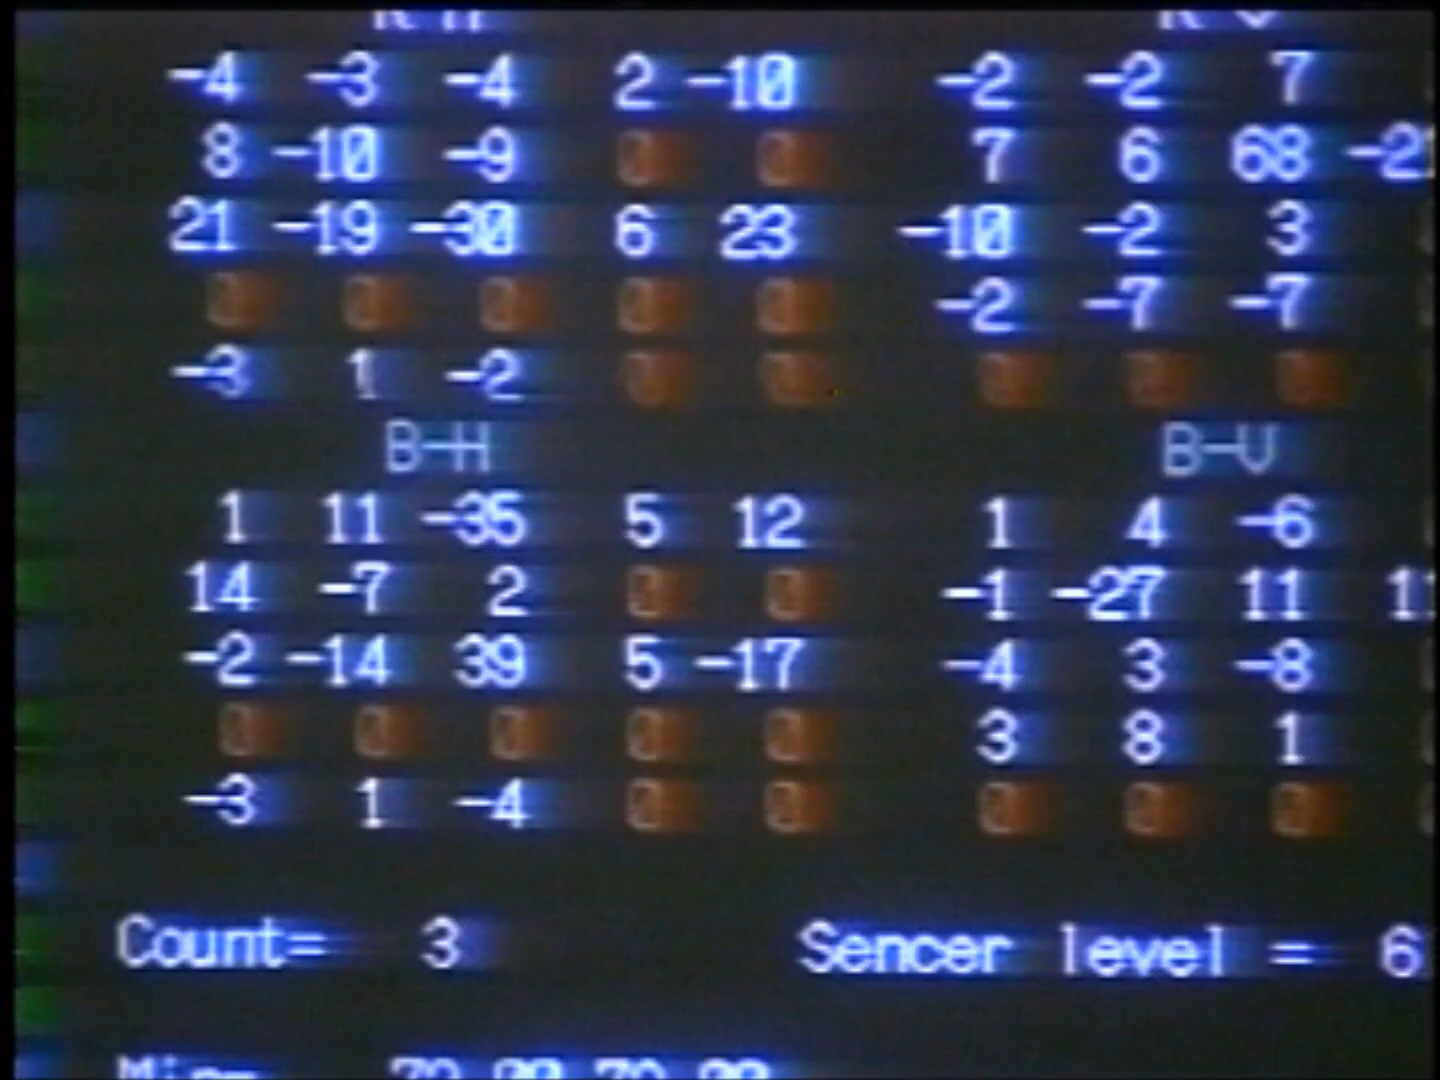 -4 -3 -4 2 -10 -2 -2 7
8 -10 -9 0 0 7 6 68
21 -19 -30 6 23 -10 -2 3
0 0 0 0 0 -2 -7 -7
-3 1 -2 0 0 0 0 0
B-H B-V
1 11 -35 5 12 1 4 -6
14 -7 2 0 0 -1 -27 11
-2 -14 39 5 -17 -4 3 -8
0 0 0 0 0 3 8 1
-3 1 -4 0 0 0 0 0
Count= 3 Sencer level = 6